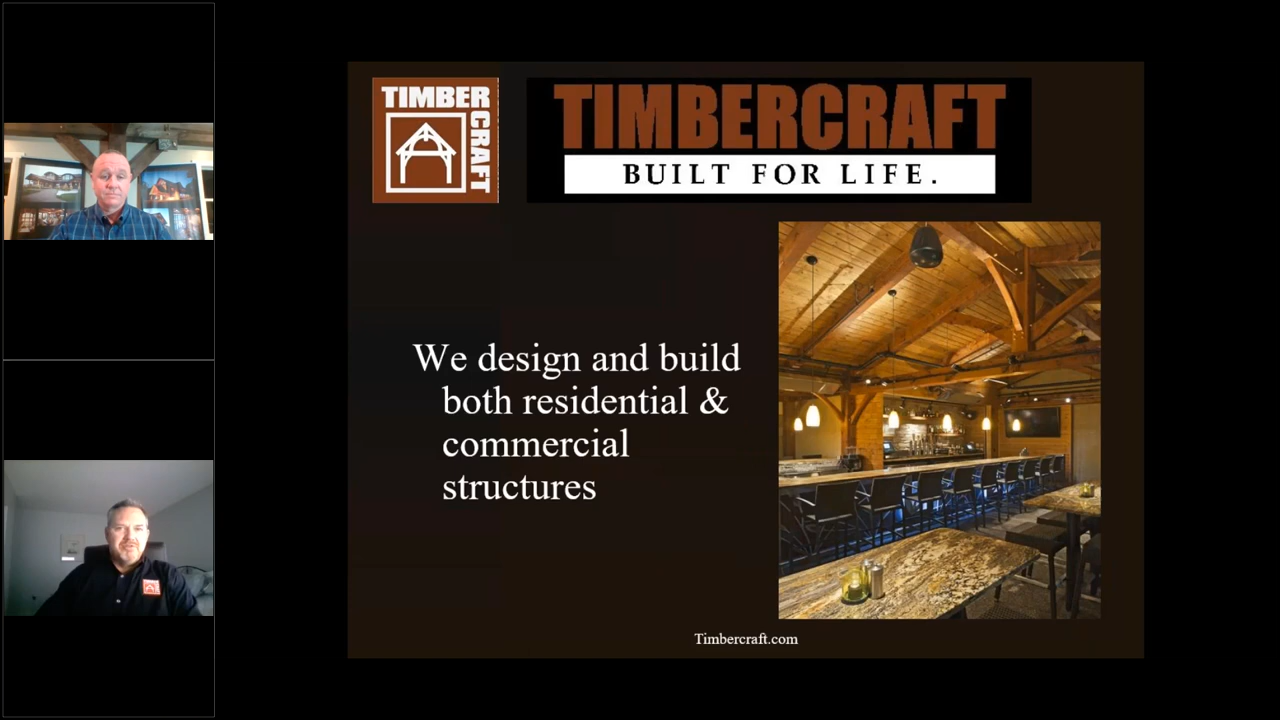 TIMBER
CRAFT
TIMBERCRAFT
BUILT FOR LIFE.
We design and build
both residential &
commercial
structures
Timbercraft.com